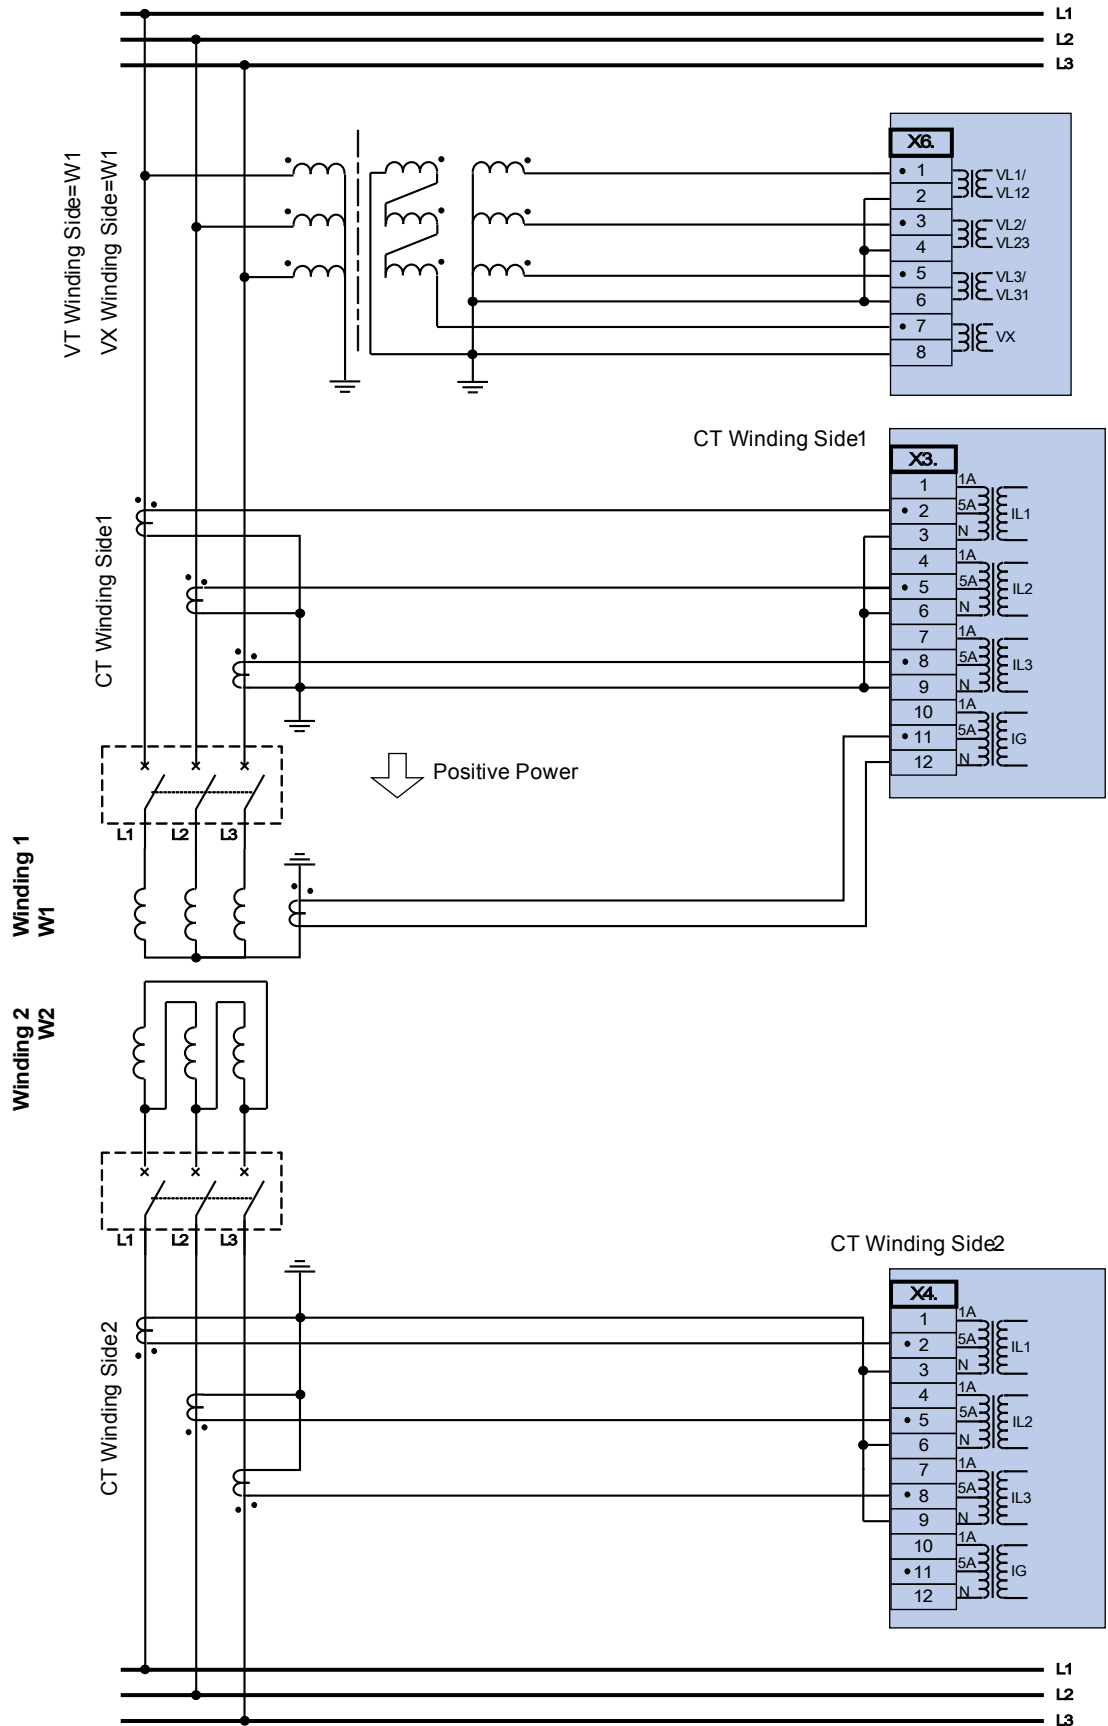 L1
L2
L3
VT Winding Side=W1
VX Winding Side=W1
X6.
1
2
3
4
5
6
7
8
VL1/
VL12
VL2/
VL23
VL3/
VL31
VX
CT Winding Side1
CT Winding Side1
X3.
1
2
3
4
5
6
7
8
9
10
11
12
1A
5A
N
IL1
1A
5A
N
IL2
1A
5A
N
IL3
1A
5A
N
IG
Positive Power
L1
L2
L3
Winding 1
W1
Winding 2
W2
L1
L2
L3
CT Winding Side2
CT Winding Side2
X4.
1
2
3
4
5
6
7
8
9
10
11
12
1A
5A
N
IL1
1A
5A
N
IL2
1A
5A
N
IL3
1A
5A
N
IG
L1
L2
L3